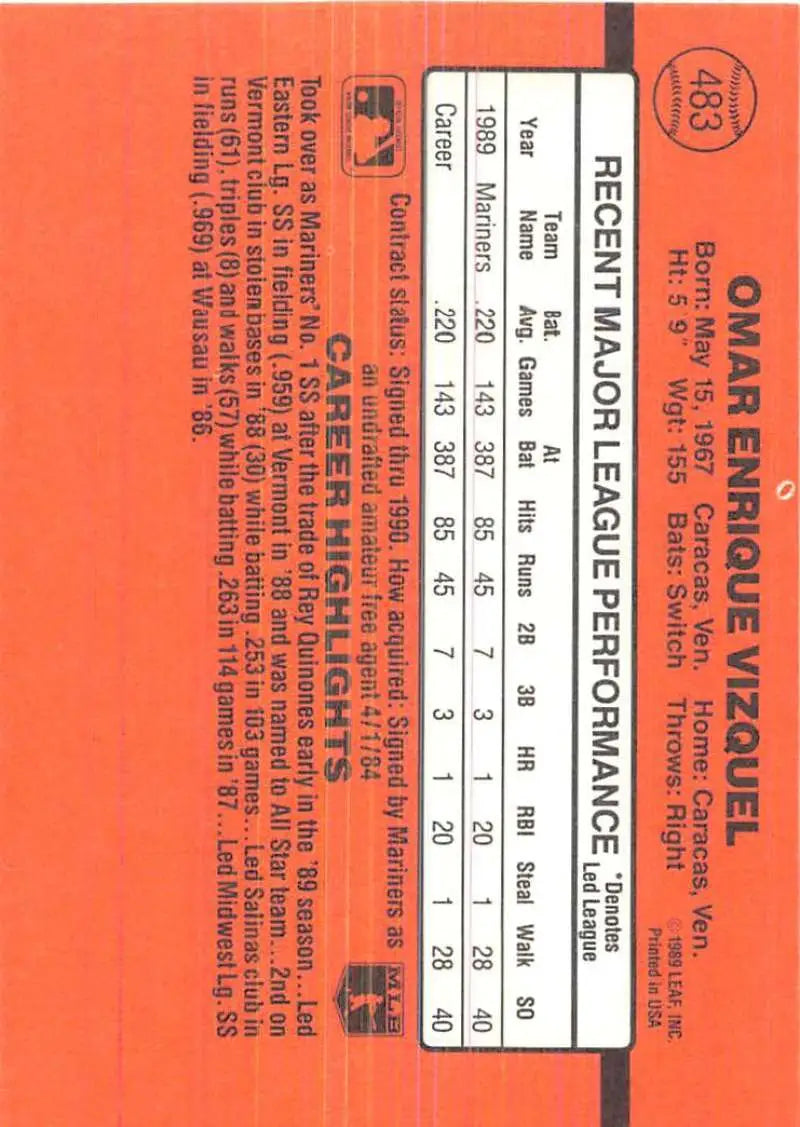 483
OMAR ENRIQUE VIZQUEL
Born: May 15, 1967 Caracas, Ven. Home: Caracas, Ven.
Ht: 5' 9" Wgt: 155 Bats: Switch Throws: Right
© 1989 LEAF, INC.
Printed in USA
RECENT MAJOR LEAGUE PERFORMANCE *Denotes
Led League
Team Bat. At
Year Name Avg. Games Bat Hits Runs 2B 3B HR RBI Steal Walk SO
1989 Mariners .220 143 387 85 45 7 3 1 20 1 28 40
Career .220 143 387 85 45 7 3 1 20 1 28 40
Contract status: Signed thru 1990. How acquired: Signed by Mariners as
an undrafted amateur free agent 4/1/84
MLB
CAREER HIGHLIGHTS
Took over as Mariners' No. 1 SS after the trade of Rey Quinones early in the '89 season...Led
Eastern Lg. SS in fielding (.959) at Vermont in '88 and was named to All Star team...2nd on
Vermont club in stolen bases in '88 (30) while batting .253 in 103 games...Led Salinas club in
runs (61), triples (8) and walks (57) while batting .263 in 114 games in '87...Led Midwest Lg. SS
in fielding (.969) at Wausau in '86.